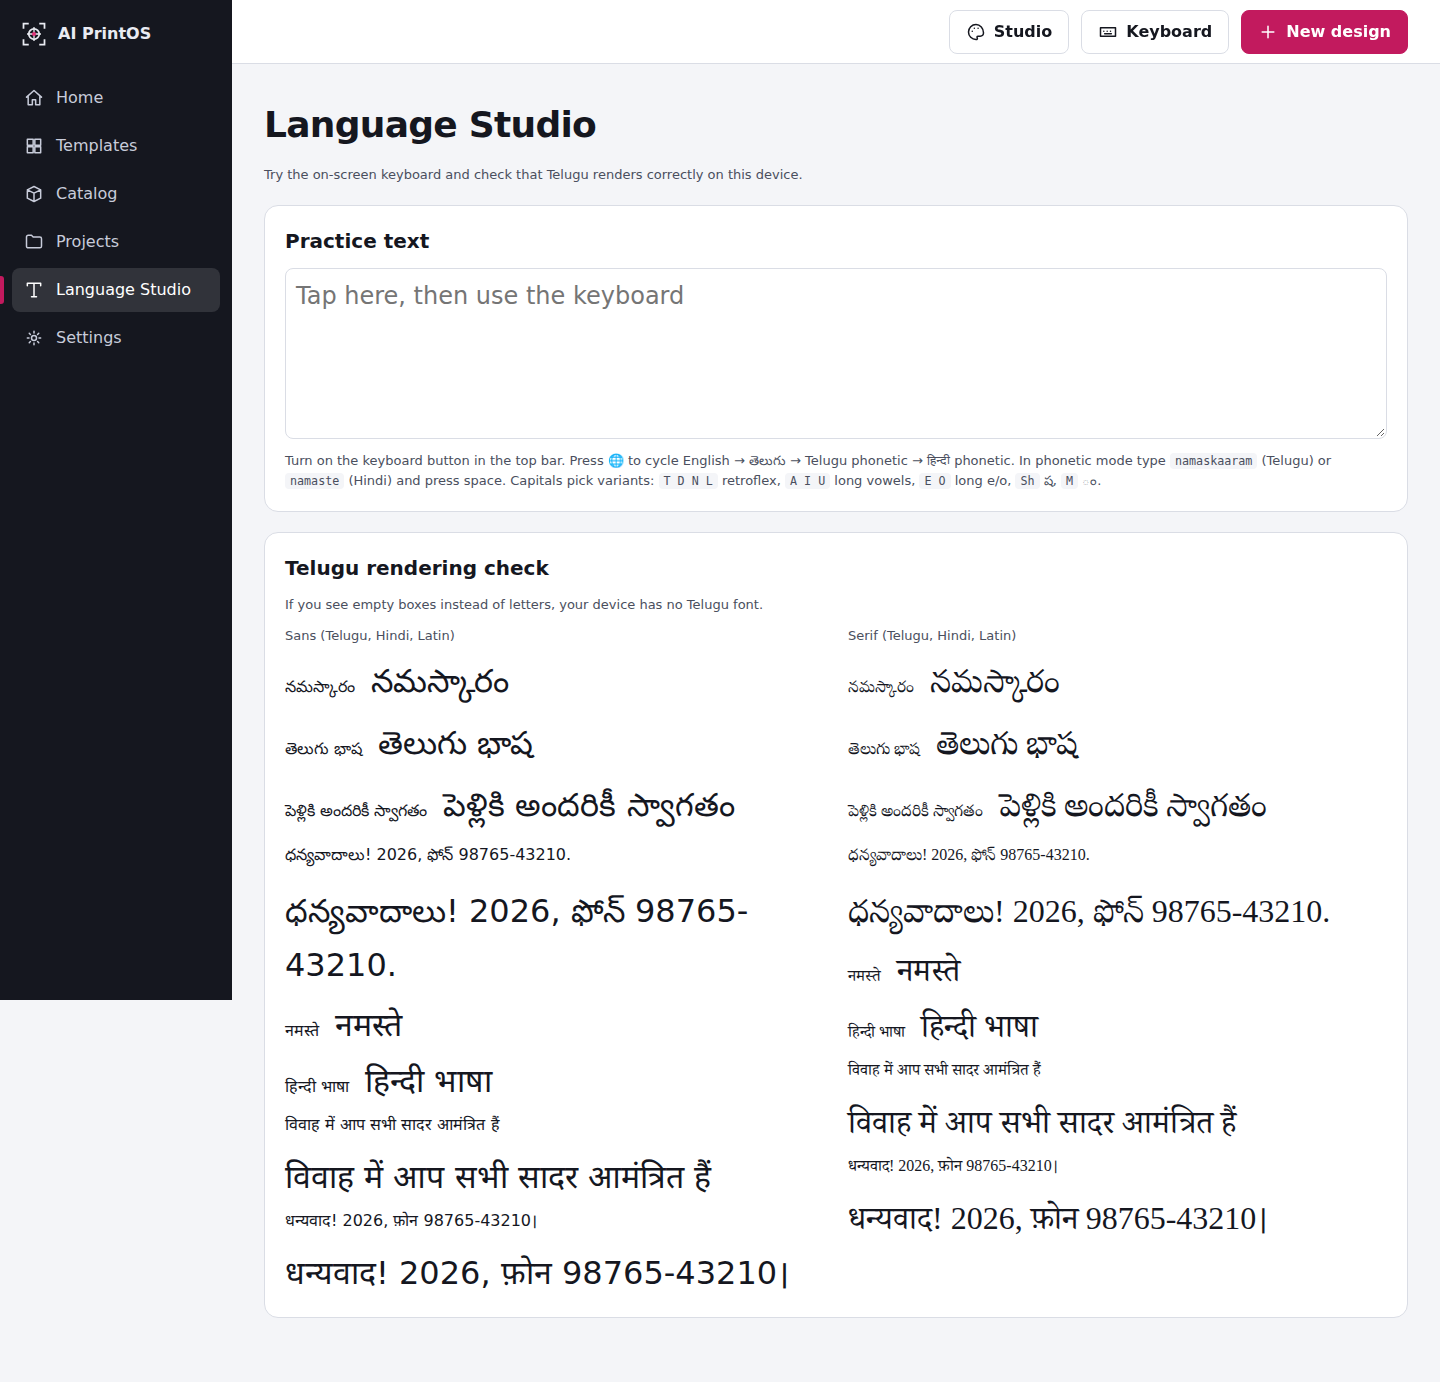 AI PrintOS
Home
Templates
Catalog
Projects
Language Studio
Settings
Studio
Keyboard
New design
Language Studio
Try the on-screen keyboard and check that Telugu renders correctly on this device.
Practice text
Tap here, then use the keyboard
Turn on the keyboard button in the top bar. Press 🌐 to cycle English → తెలుగు → Telugu phonetic → हिन्दी phonetic. In phonetic mode type namaskaaram (Telugu) or
namaste (Hindi) and press space. Capitals pick variants: T D N L retroflex, A I U long vowels, E O long e/o, Sh ష, M ం.
Telugu rendering check
If you see empty boxes instead of letters, your device has no Telugu font.
Sans (Telugu, Hindi, Latin)
నమస్కారం నమస్కారం
తెలుగు భాష తెలుగు భాష
పెళ్లికి అందరికీ స్వాగతం పెళ్లికి అందరికీ స్వాగతం
ధన్యవాదాలు! 2026, ఫోన్ 98765-43210.
ధన్యవాదాలు! 2026, ఫోన్ 98765-
43210.
नमस्ते नमस्ते
हिन्दी भाषा हिन्दी भाषा
विवाह में आप सभी सादर आमंत्रित हैं
विवाह में आप सभी सादर आमंत्रित हैं
धन्यवाद! 2026, फ़ोन 98765-43210।
धन्यवाद! 2026, फ़ोन 98765-43210।
Serif (Telugu, Hindi, Latin)
నమస్కారం నమస్కారం
తెలుగు భాష తెలుగు భాష
పెళ్లికి అందరికీ స్వాగతం పెళ్లికి అందరికీ స్వాగతం
ధన్యవాదాలు! 2026, ఫోన్ 98765-43210.
ధన్యవాదాలు! 2026, ఫోన్ 98765-43210.
नमस्ते नमस्ते
हिन्दी भाषा हिन्दी भाषा
विवाह में आप सभी सादर आमंत्रित हैं
विवाह में आप सभी सादर आमंत्रित हैं
धन्यवाद! 2026, फ़ोन 98765-43210।
धन्यवाद! 2026, फ़ोन 98765-43210।